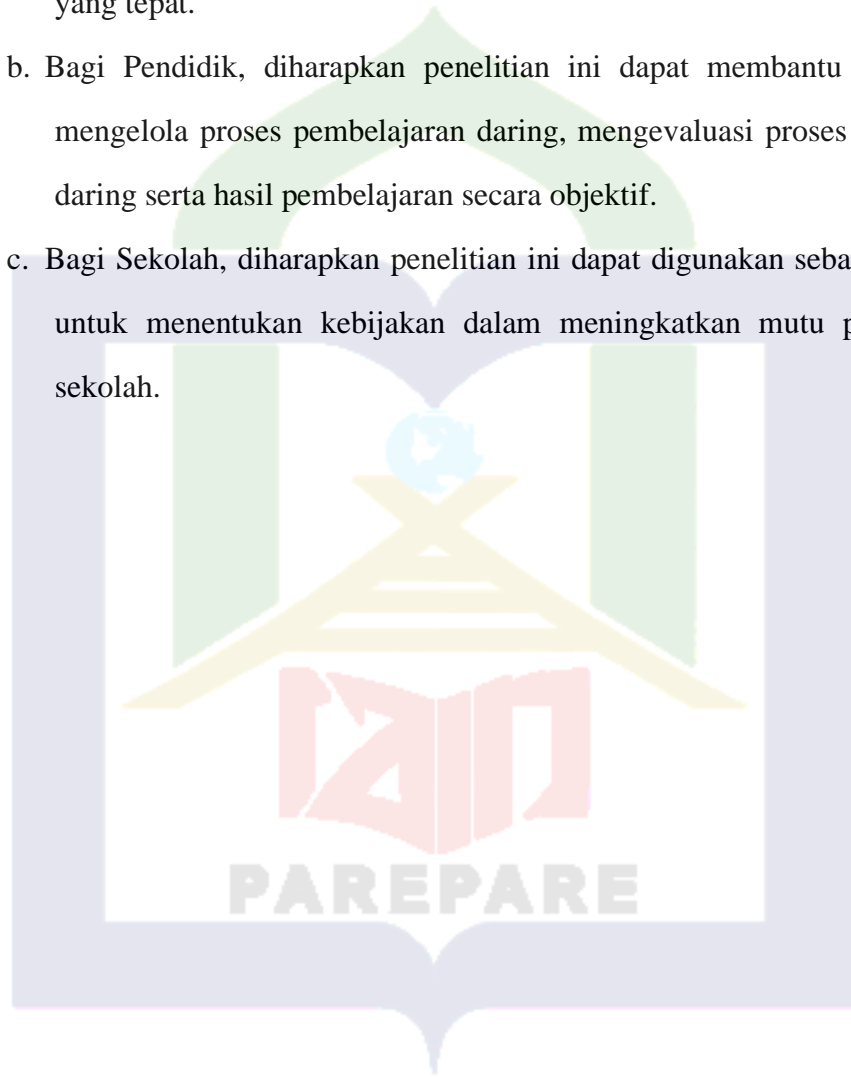 yang tepat.
b. Bagi Pendidik, diharapkan penelitian ini dapat membantu
mengelola proses pembelajaran daring, mengevaluasi proses
daring serta hasil pembelajaran secara objektif.
c. Bagi Sekolah, diharapkan penelitian ini dapat digunakan seba
untuk menentukan kebijakan dalam meningkatkan mutu p
sekolah.
iain
PAREPARE